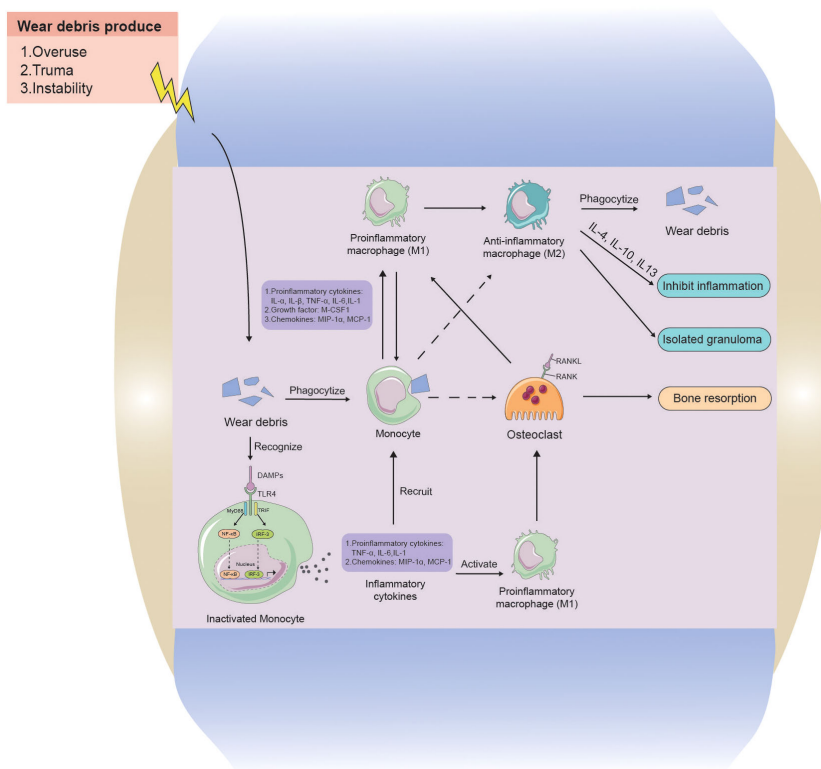 Wear debris produce
1.Overuse
2.Truma
3.Instability
Proinflammatory
macrophage (M1)
Anti-inflammatory
macrophage (M2)
Phagocytize
Wear debris
IL-4, IL-10, IL13
Inhibit inflammation
Isolated granuloma
1.Proinflammatory cytokines:
IL-α, IL-β, TNF-α, IL-6,IL-1
2.Growth factor: M-CSF1
3.Chemokines: MIP-1α, MCP-1
RANKL
RANK
Wear debris
Phagocytize
Monocyte
Osteoclast
Bone resorption
Recognize
DAMPs
TLR4
MyD88
TRIF
NF-κB
IRF-3
Nucleus
NF-κB
IRF-3
Inactivated Monocyte
Recruit
1.Proinflammatory cytokines:
TNF-α, IL-6,IL-1
2.Chemokines: MIP-1α, MCP-1
Inflammatory
cytokines
Activate
Proinflammatory
macrophage (M1)